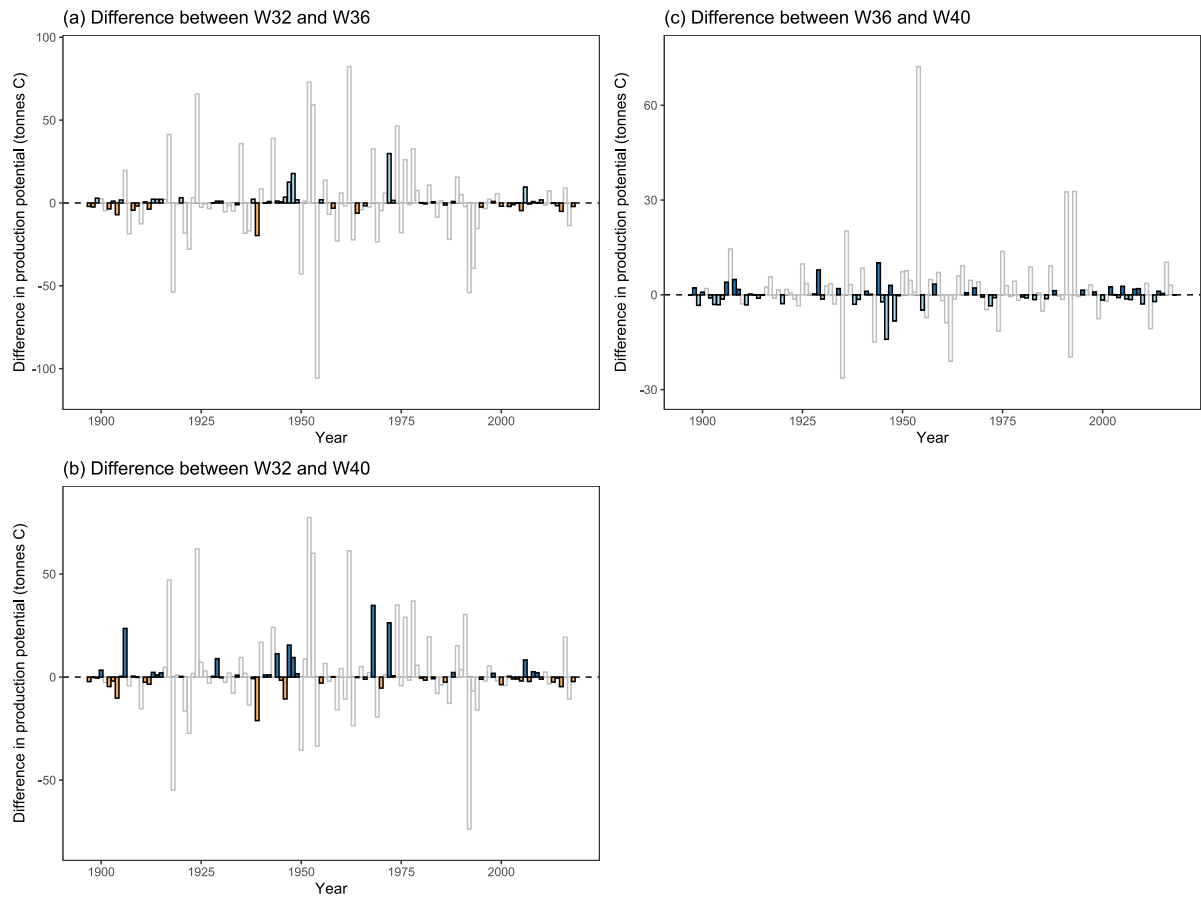 (a) Difference between W32 and W36
Difference in production potential (tonnes C)
100
50
0
-50
-100
1900 1925 1950 1975 2000
Year
(c) Difference between W36 and W40
Difference in production potential (tonnes C)
60
30
0
-30
1900 1925 1950 1975 2000
Year
(b) Difference between W32 and W40
Difference in production potential (tonnes C)
50
0
-50
1900 1925 1950 1975 2000
Year